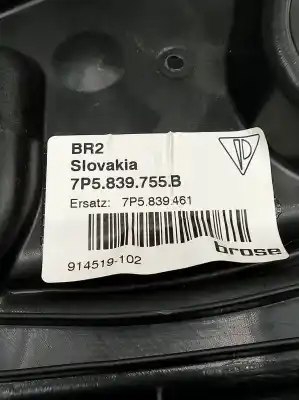 BR2
Slovakia
7P5.839.755.B
Ersatz: 7P5.839.461
914519-102
brose